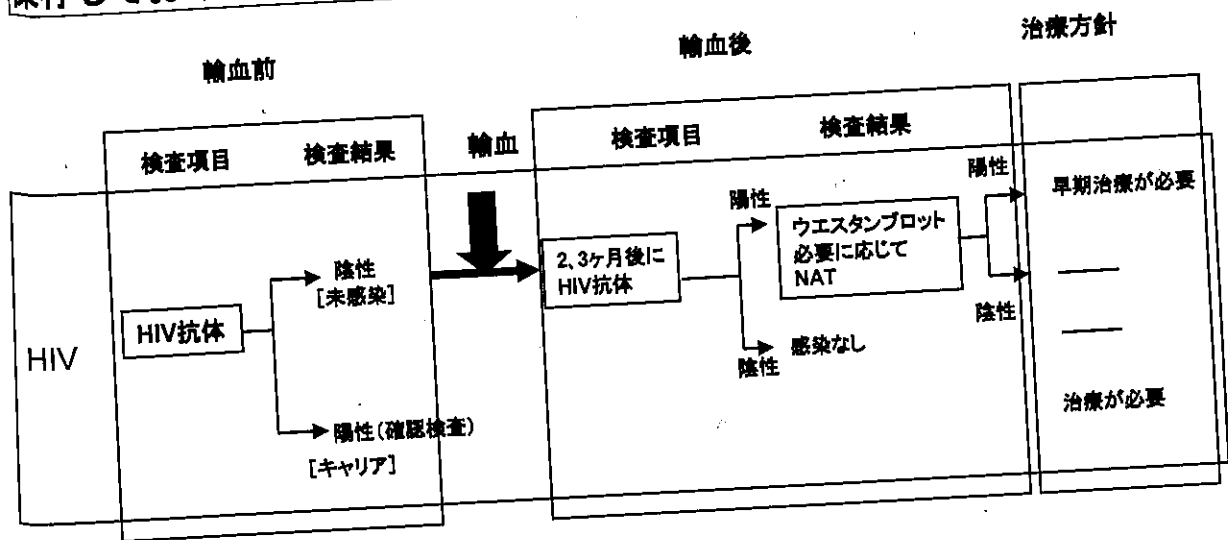 輸血前
輸血後
治療方針
検査項目
検査結果
輸血
検査項目
検査結果
HIV
HIV抗体
陰性
[未感染]
陽性(確認検査)
[キャリア]
2、3ヶ月後に
HIV抗体
陽性
ウエスタンブロット
必要に応じて
NAT
陰性
感染なし
陽性
早期治療が必要
陰性
治療が必要